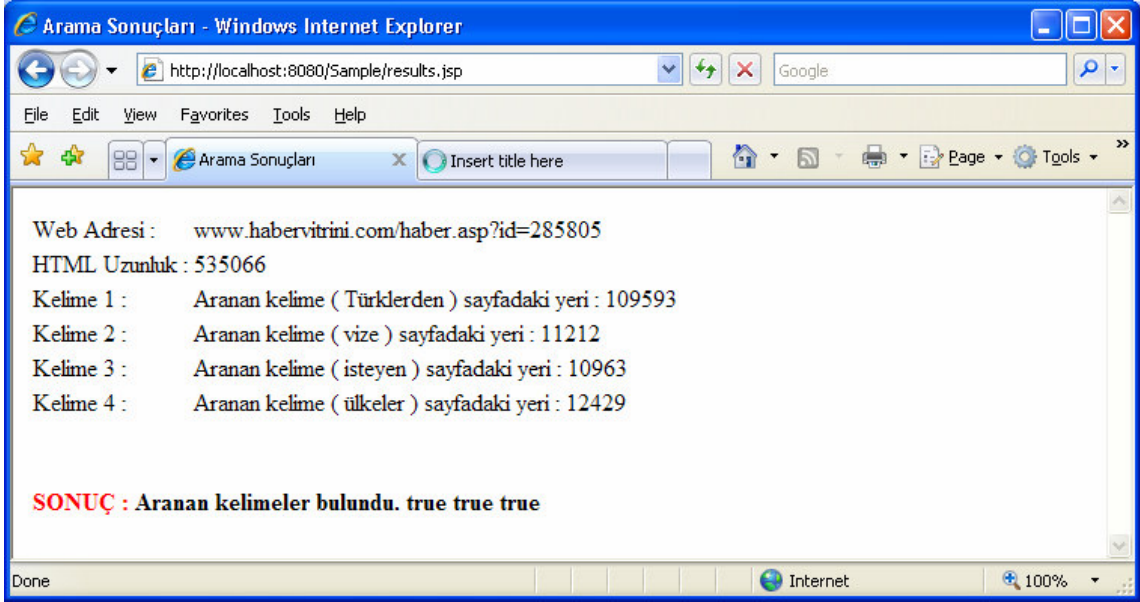 Arama Sonuçları - Windows Internet Explorer
http://localhost:8080/Sample/results.jsp
Google
File Edit View Favorites Tools Help
Arama Sonuçları
Insert title here
Page
Tools
Web Adresi : www.habervitrini.com/haber.asp?id=285805
HTML Uzunluk : 535066
Kelime 1 : Aranan kelime ( Türklerden ) sayfadaki yeri : 109593
Kelime 2 : Aranan kelime ( vize ) sayfadaki yeri : 11212
Kelime 3 : Aranan kelime ( isteyen ) sayfadaki yeri : 10963
Kelime 4 : Aranan kelime ( ülkeler ) sayfadaki yeri : 12429
SONUÇ : Aranan kelimeler bulundu. true true true
Done
Internet
100%